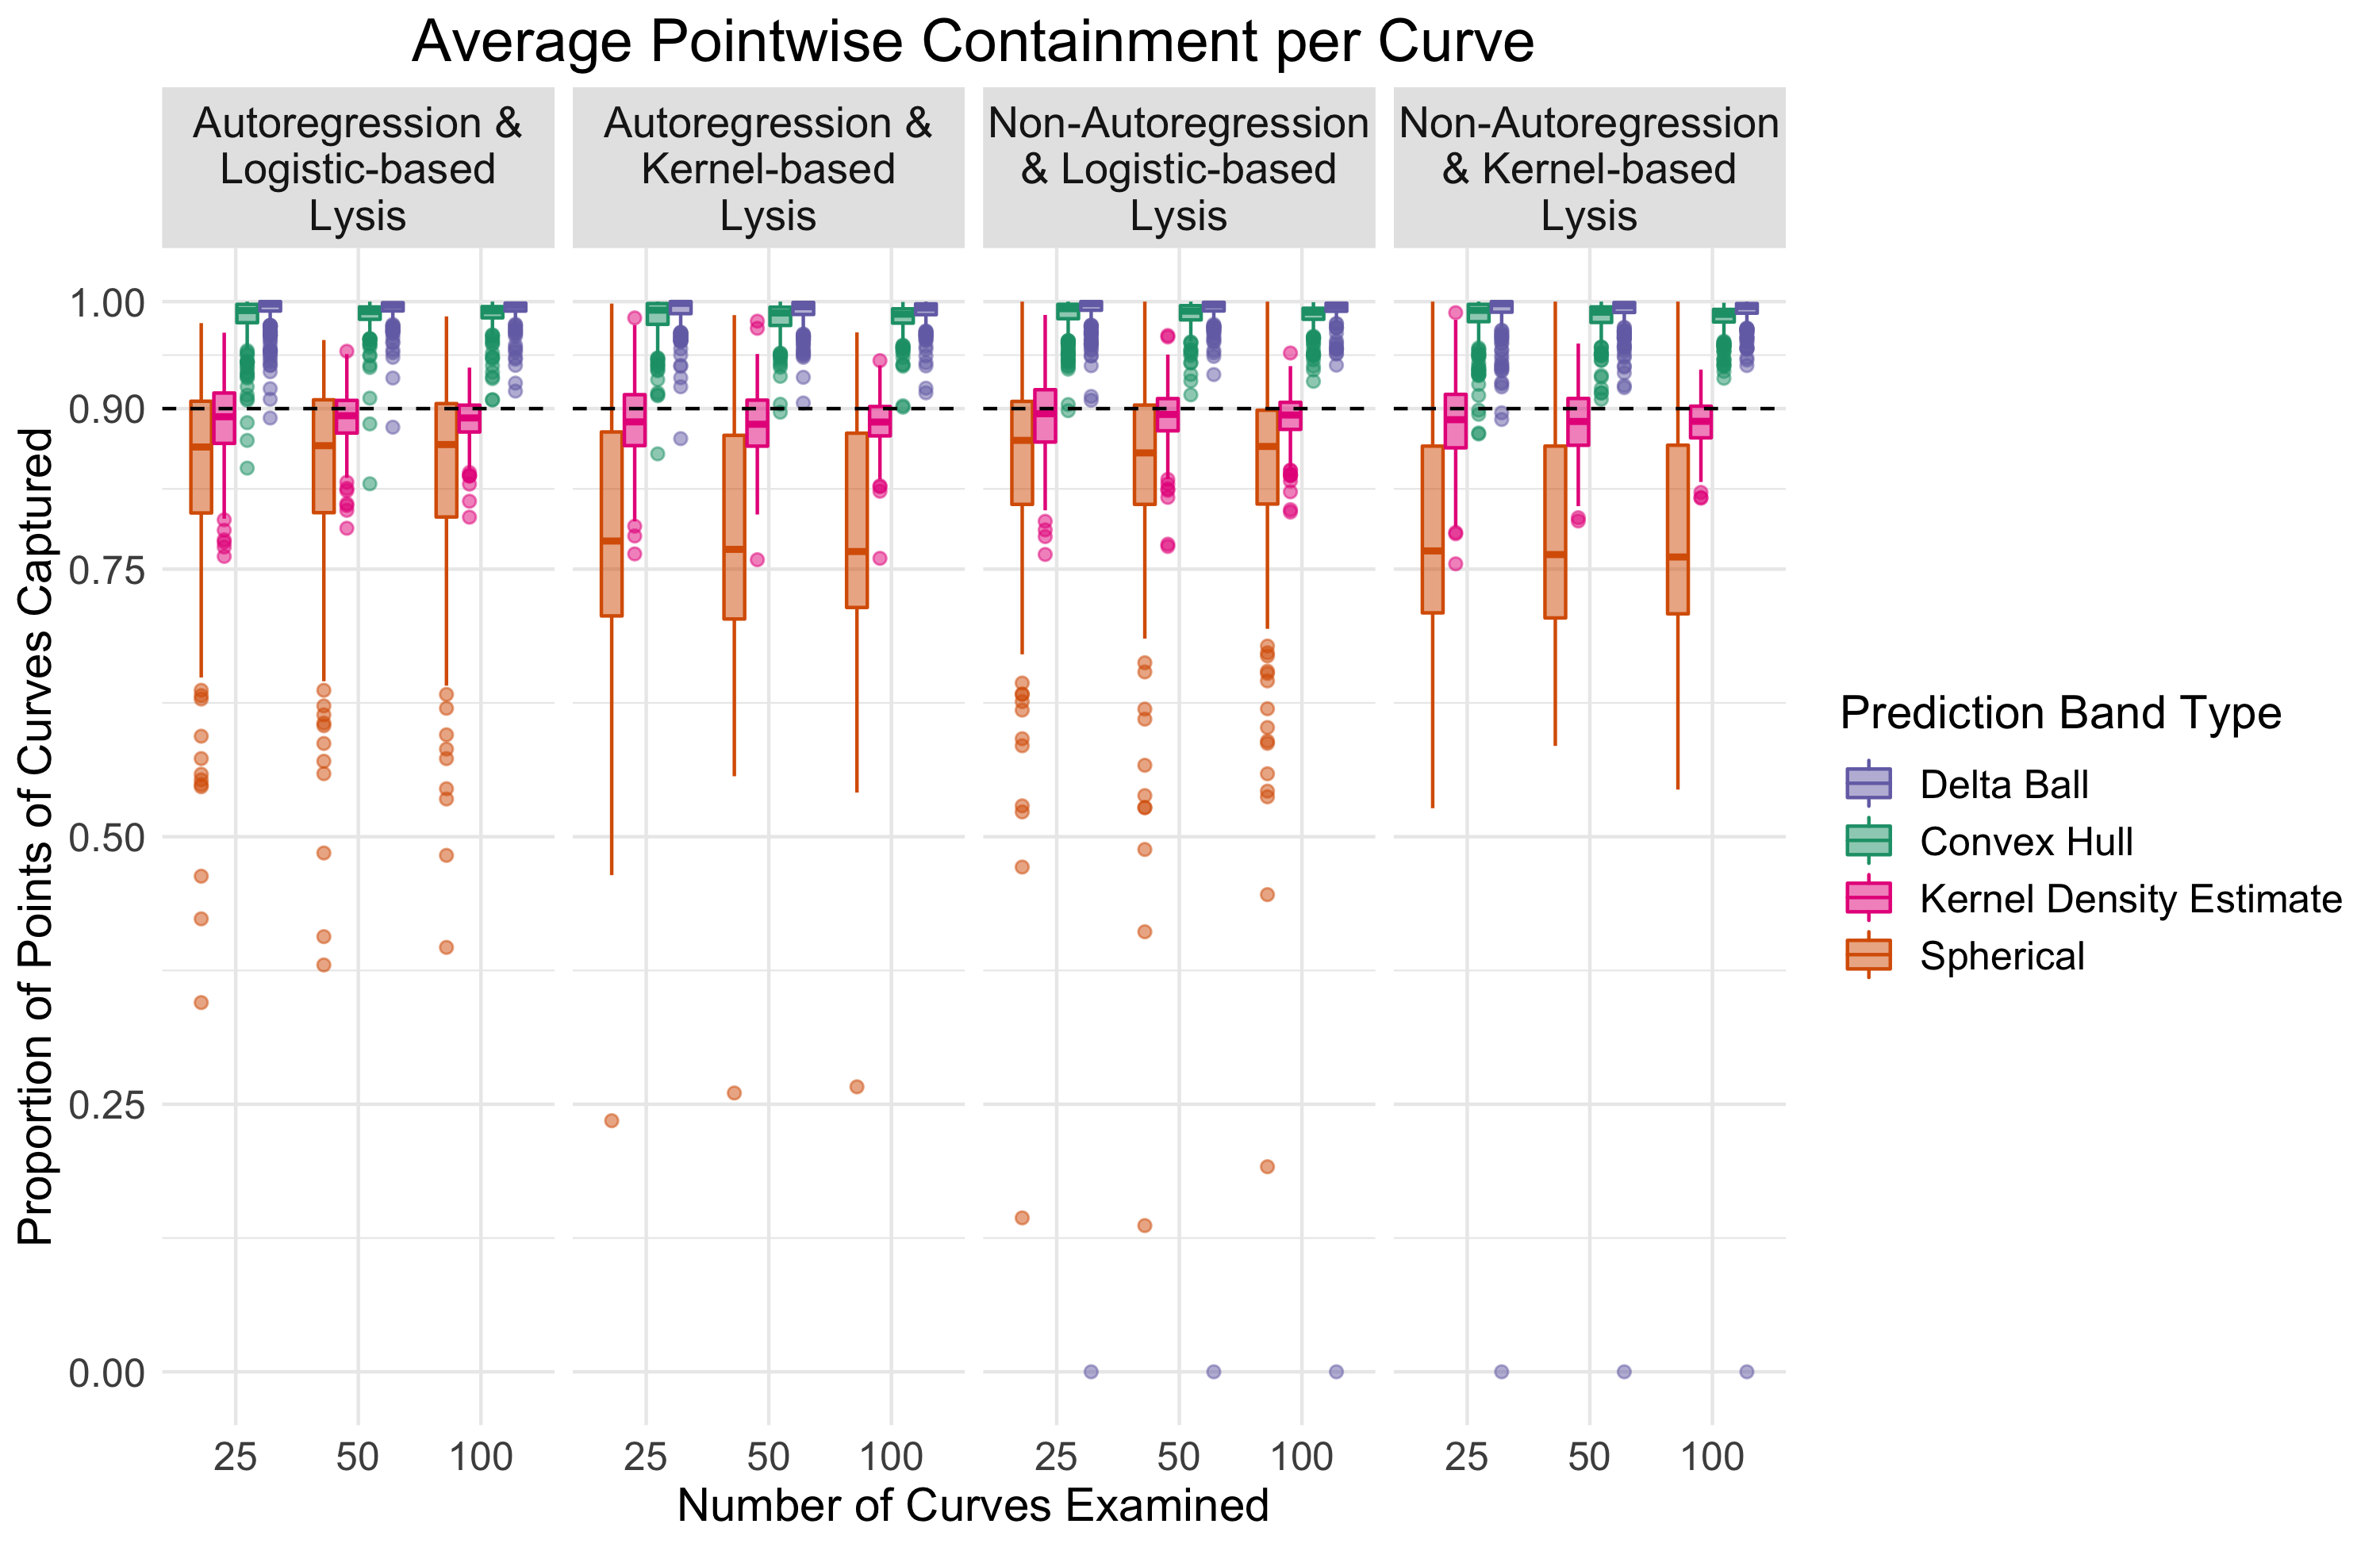 Average Pointwise Containment per Curve
Autoregression &
Logistic-based
Lysis
Autoregression &
Kernel-based
Lysis
Non-Autoregression
& Logistic-based
Lysis
Non-Autoregression
& Kernel-based
Lysis
Proportion of Points of Curves Captured
1.00
0.90
0.75
0.50
0.25
0.00
25 50 100
25 50 100
25 50 100
25 50 100
Number of Curves Examined
Prediction Band Type
Delta Ball
Convex Hull
Kernel Density Estimate
Spherical